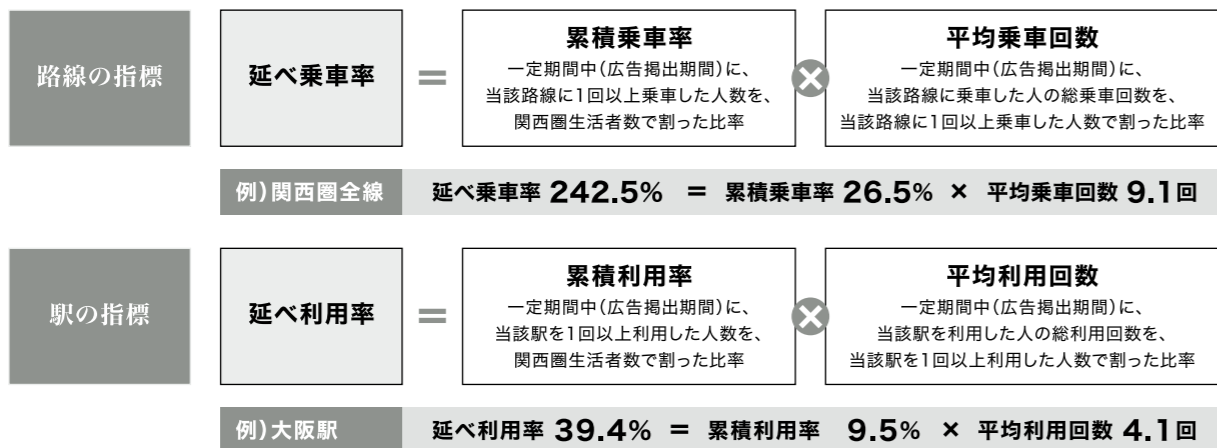 路線の指標
延べ乗車率
=
累積乗車率
一定期間中(広告掲出期間)に、
当該路線に1回以上乗車した人数を、
関西圏生活者数で割った比率
×
平均乗車回数
一定期間中(広告掲出期間)に、
当該路線に乗車した人の総乗車回数を、
当該路線に1回以上乗車した人数で割った比率
例)関西圏全線 延べ乗車率 242.5% = 累積乗車率 26.5% × 平均乗車回数 9.1回
駅の指標
延べ利用率
=
累積利用率
一定期間中(広告掲出期間)に、
当該駅を1回以上利用した人数を、
関西圏生活者数で割った比率
×
平均利用回数
一定期間中(広告掲出期間)に、
当該駅を利用した人の総利用回数を、
当該駅を1回以上利用した人数で割った比率
例)大阪駅 延べ利用率 39.4% = 累積利用率 9.5% × 平均利用回数 4.1回